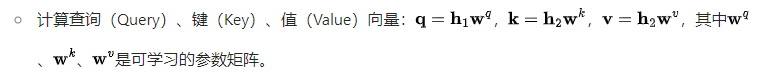 计算查询（Query）、键（Key）、值（Value）向量：q = h₁w^q，k = h₂w^k，v = h₂w^v，其中w^q
、w^k、w^v是可学习的参数矩阵。